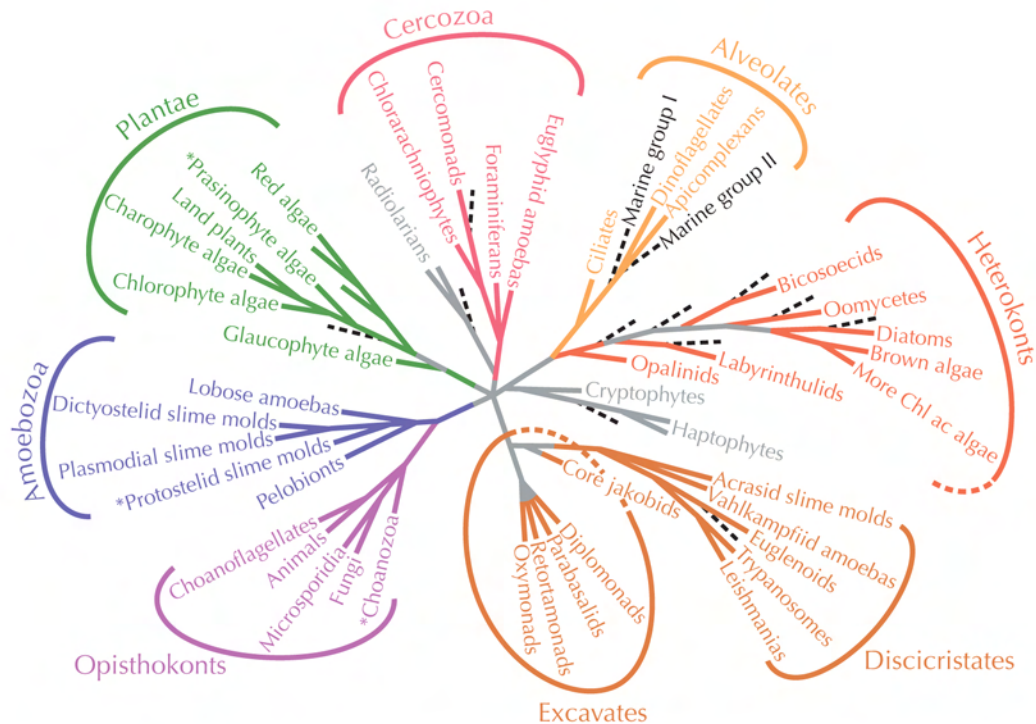 Cercozoa
Chlorarachniophytes
Cercomonads
Foraminiferans
Euglyphid amoebas
Radiolarians
Alveolates
Ciliates
Marine group I
Dinoflagellates
Apicomplexans
Marine group II
Heterokonts
Bicosoecids
Oomycetes
Diatoms
Brown algae
More Chl ac algae
Labyrinthulids
Opalinids
Cryptophytes
Haptophytes
Discicristates
Acrasid slime molds
Vahlkampfiid amoebas
Euglenoids
Trypanosomes
Leishmanias
Core jakobids
Excavates
Diplomonads
Parabasalids
Retortamonads
Oxymonads
Opisthokonts
*Choanozoa
Fungi
Microsporidia
Animals
Choanoflagellates
Amoebozoa
Lobose amoebas
Dictyostelid slime molds
Plasmodial slime molds
*Protostelid slime molds
Pelobionts
Plantae
Red algae
*Prasinophyte algae
Land plants
Charophyte algae
Chlorophyte algae
Glaucophyte algae